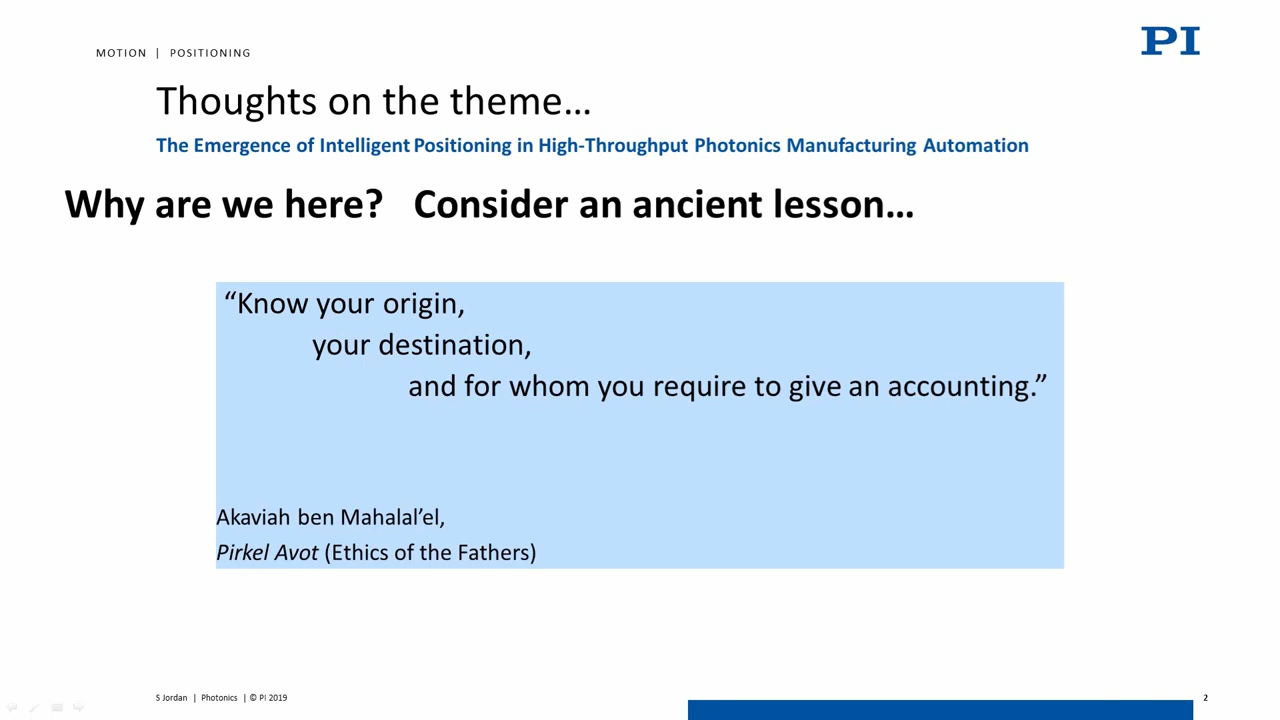 MOTION | POSITIONING
PI
Thoughts on the theme…
The Emergence of Intelligent Positioning in High-Throughput Photonics Manufacturing Automation
Why are we here? Consider an ancient lesson…
“Know your origin,
your destination,
and for whom you require to give an accounting.”
Akaviah ben Mahalal’el,
Pirkel Avot (Ethics of the Fathers)
S Jordan | Photonics | © PI 2019
2